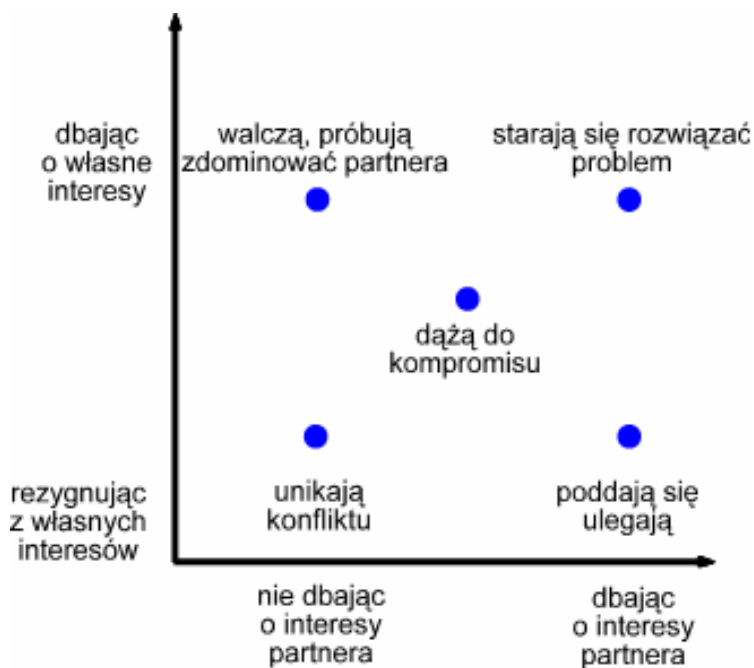 dbając
o własne
interesy
walczą, próbują
zdominować partnera
starają się rozwiązać
problem
dążą do
kompromisu
rezygnując
z własnych
interesów
unikają
konfliktu
poddają się
ulegają
nie dbając
o interesy
partnera
dbając
o interesy
partnera